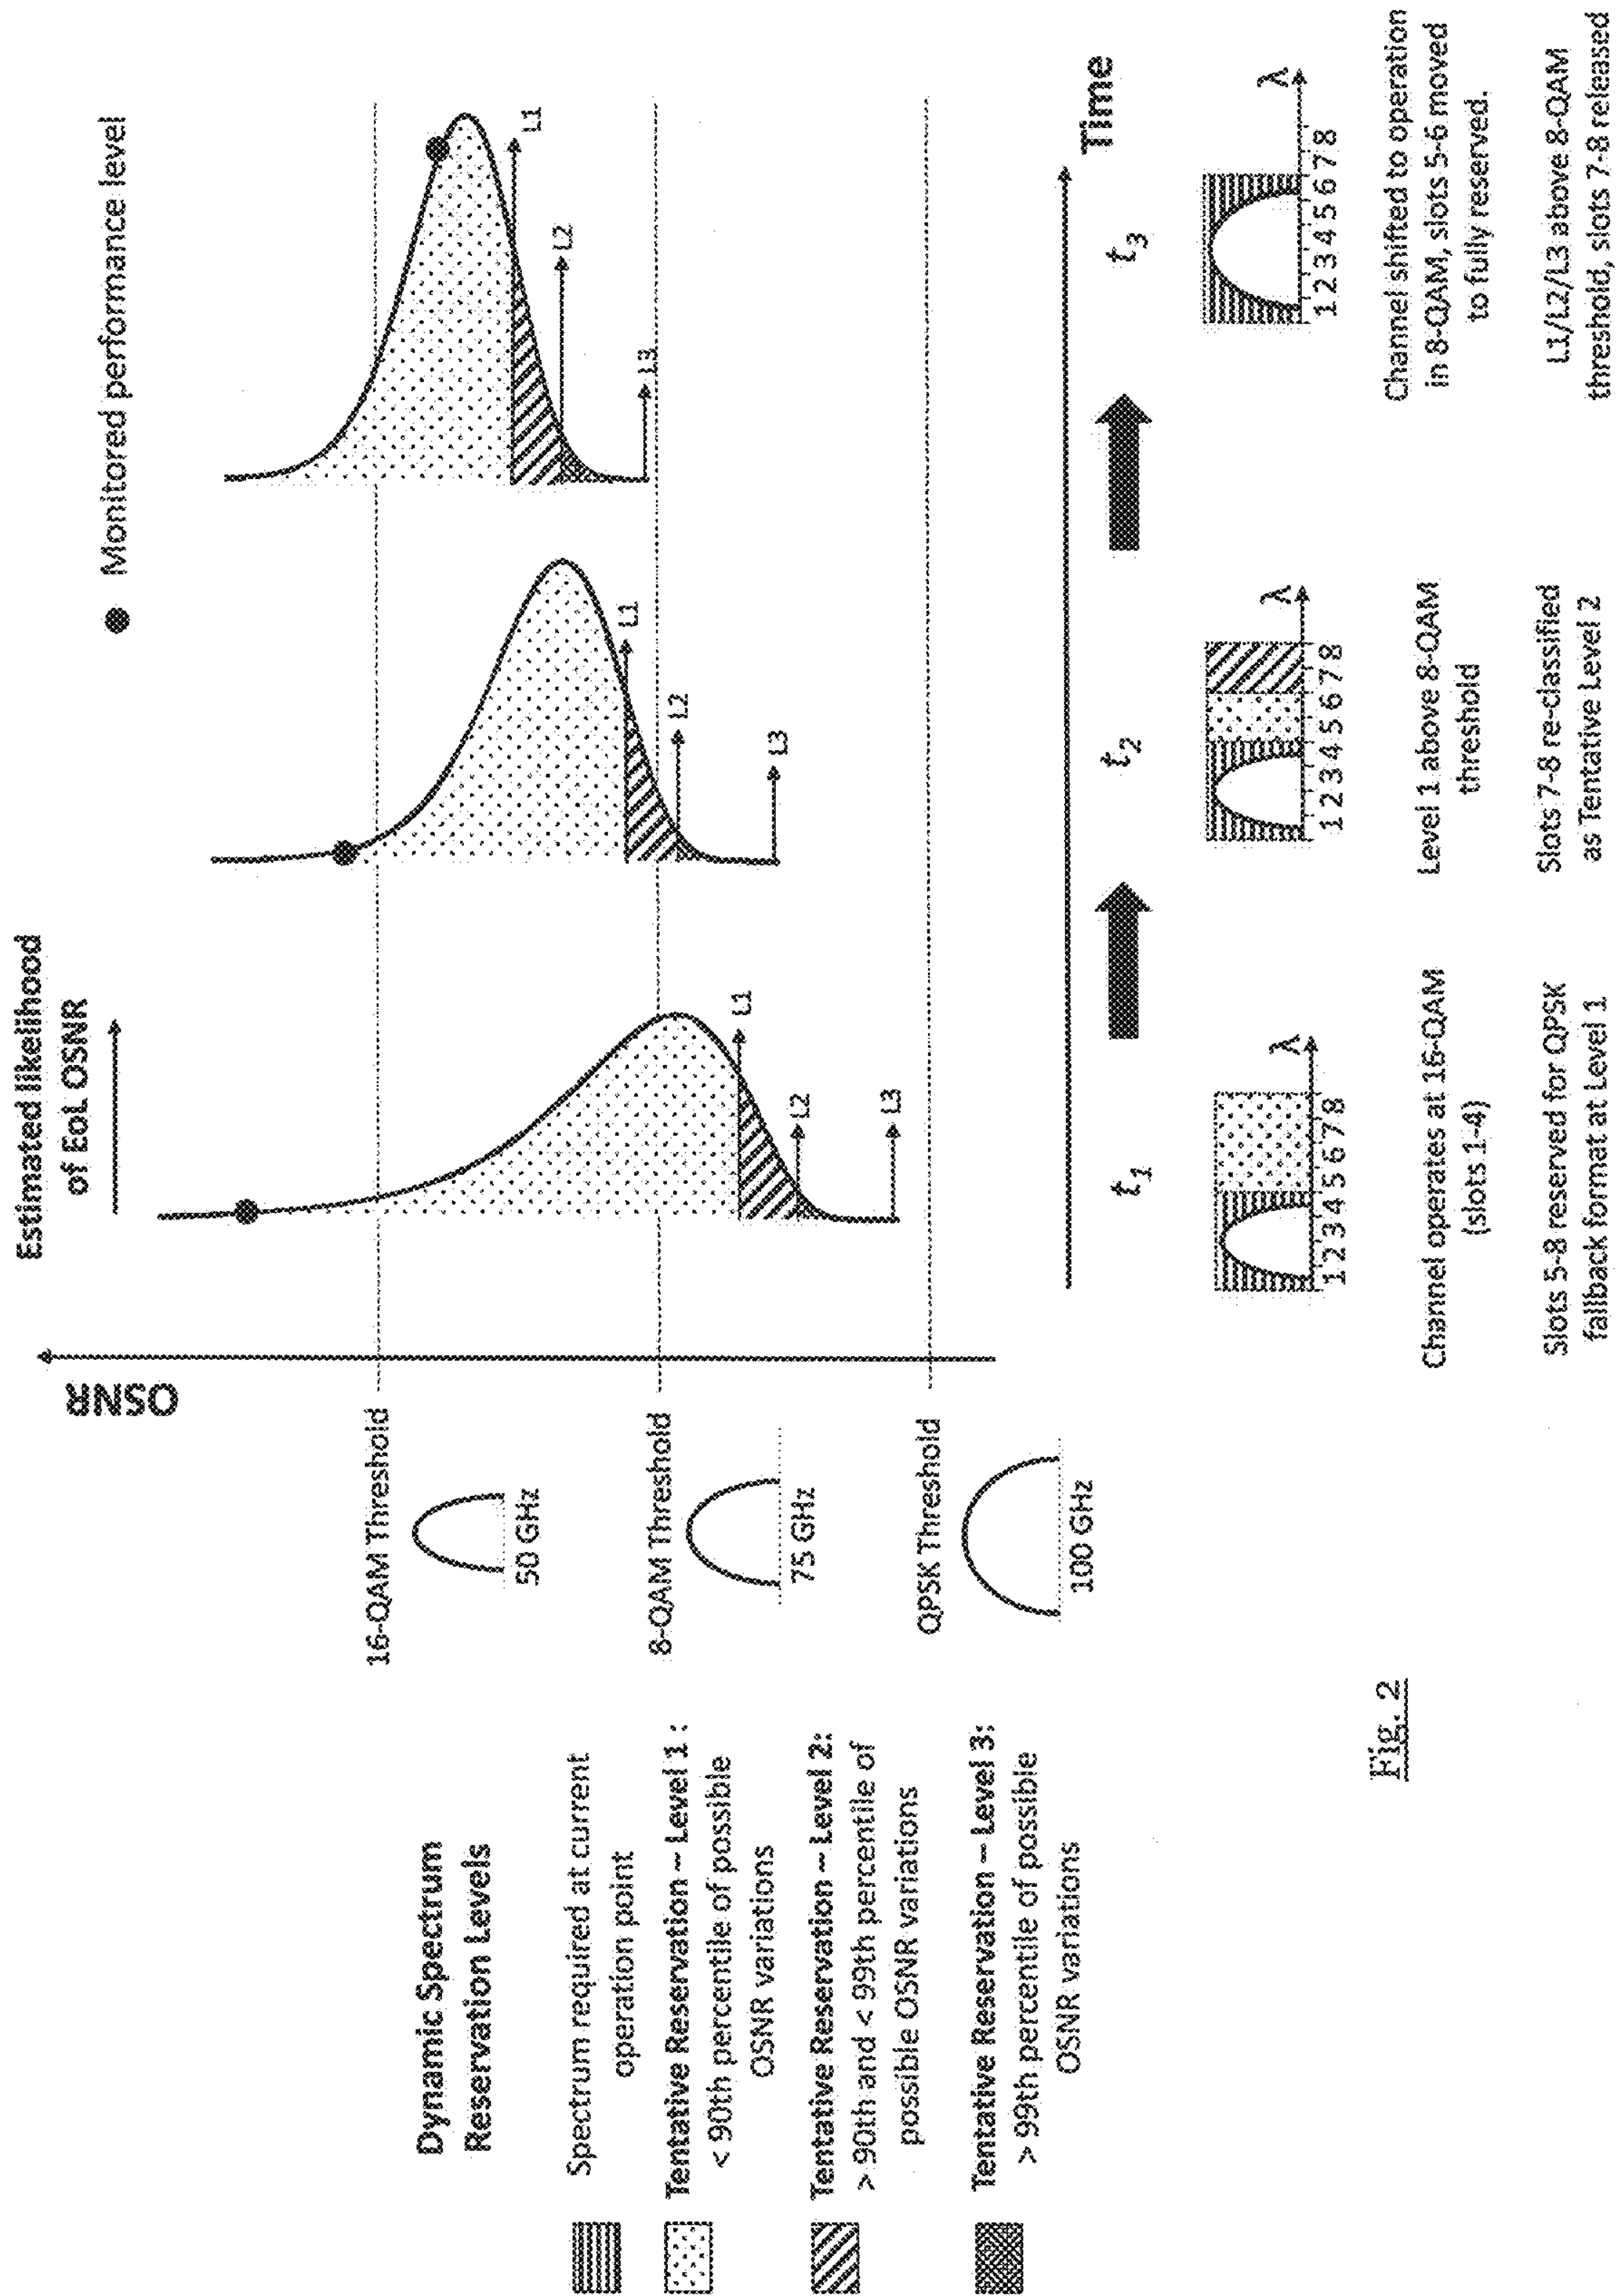 Estimated likelihood
of EoL OSNR
● Monitored performance level
OSNR
16-QAM Threshold
50 GHz
8-QAM Threshold
75 GHz
QPSK Threshold
100 GHz
L1
L2
L3
L1
L2
L3
L1
L2
L3
Time
t1
t2
t3
λ
1 2 3 4 5 6 7 8
λ
1 2 3 4 5 6 7 8
λ
1 2 3 4 5 6 7 8
Channel operates at 16-QAM
(slots 1-4)
Slots 5-8 reserved for QPSK
fallback format at Level 1
Level 1 above 8-QAM
threshold
Slots 7-8 re-classified
as Tentative Level 2
Channel shifted to operation
in 8-QAM, slots 5-6 moved
to fully reserved.
L1/L2/L3 above 8-QAM
threshold, slots 7-8 released
Dynamic Spectrum
Reservation Levels
Spectrum required at current
operation point
Tentative Reservation – Level 1 :
< 90th percentile of possible
OSNR variations
Tentative Reservation – Level 2:
> 90th and < 99th percentile of
possible OSNR variations
Tentative Reservation – Level 3:
> 99th percentile of possible
OSNR variations
Fig. 2